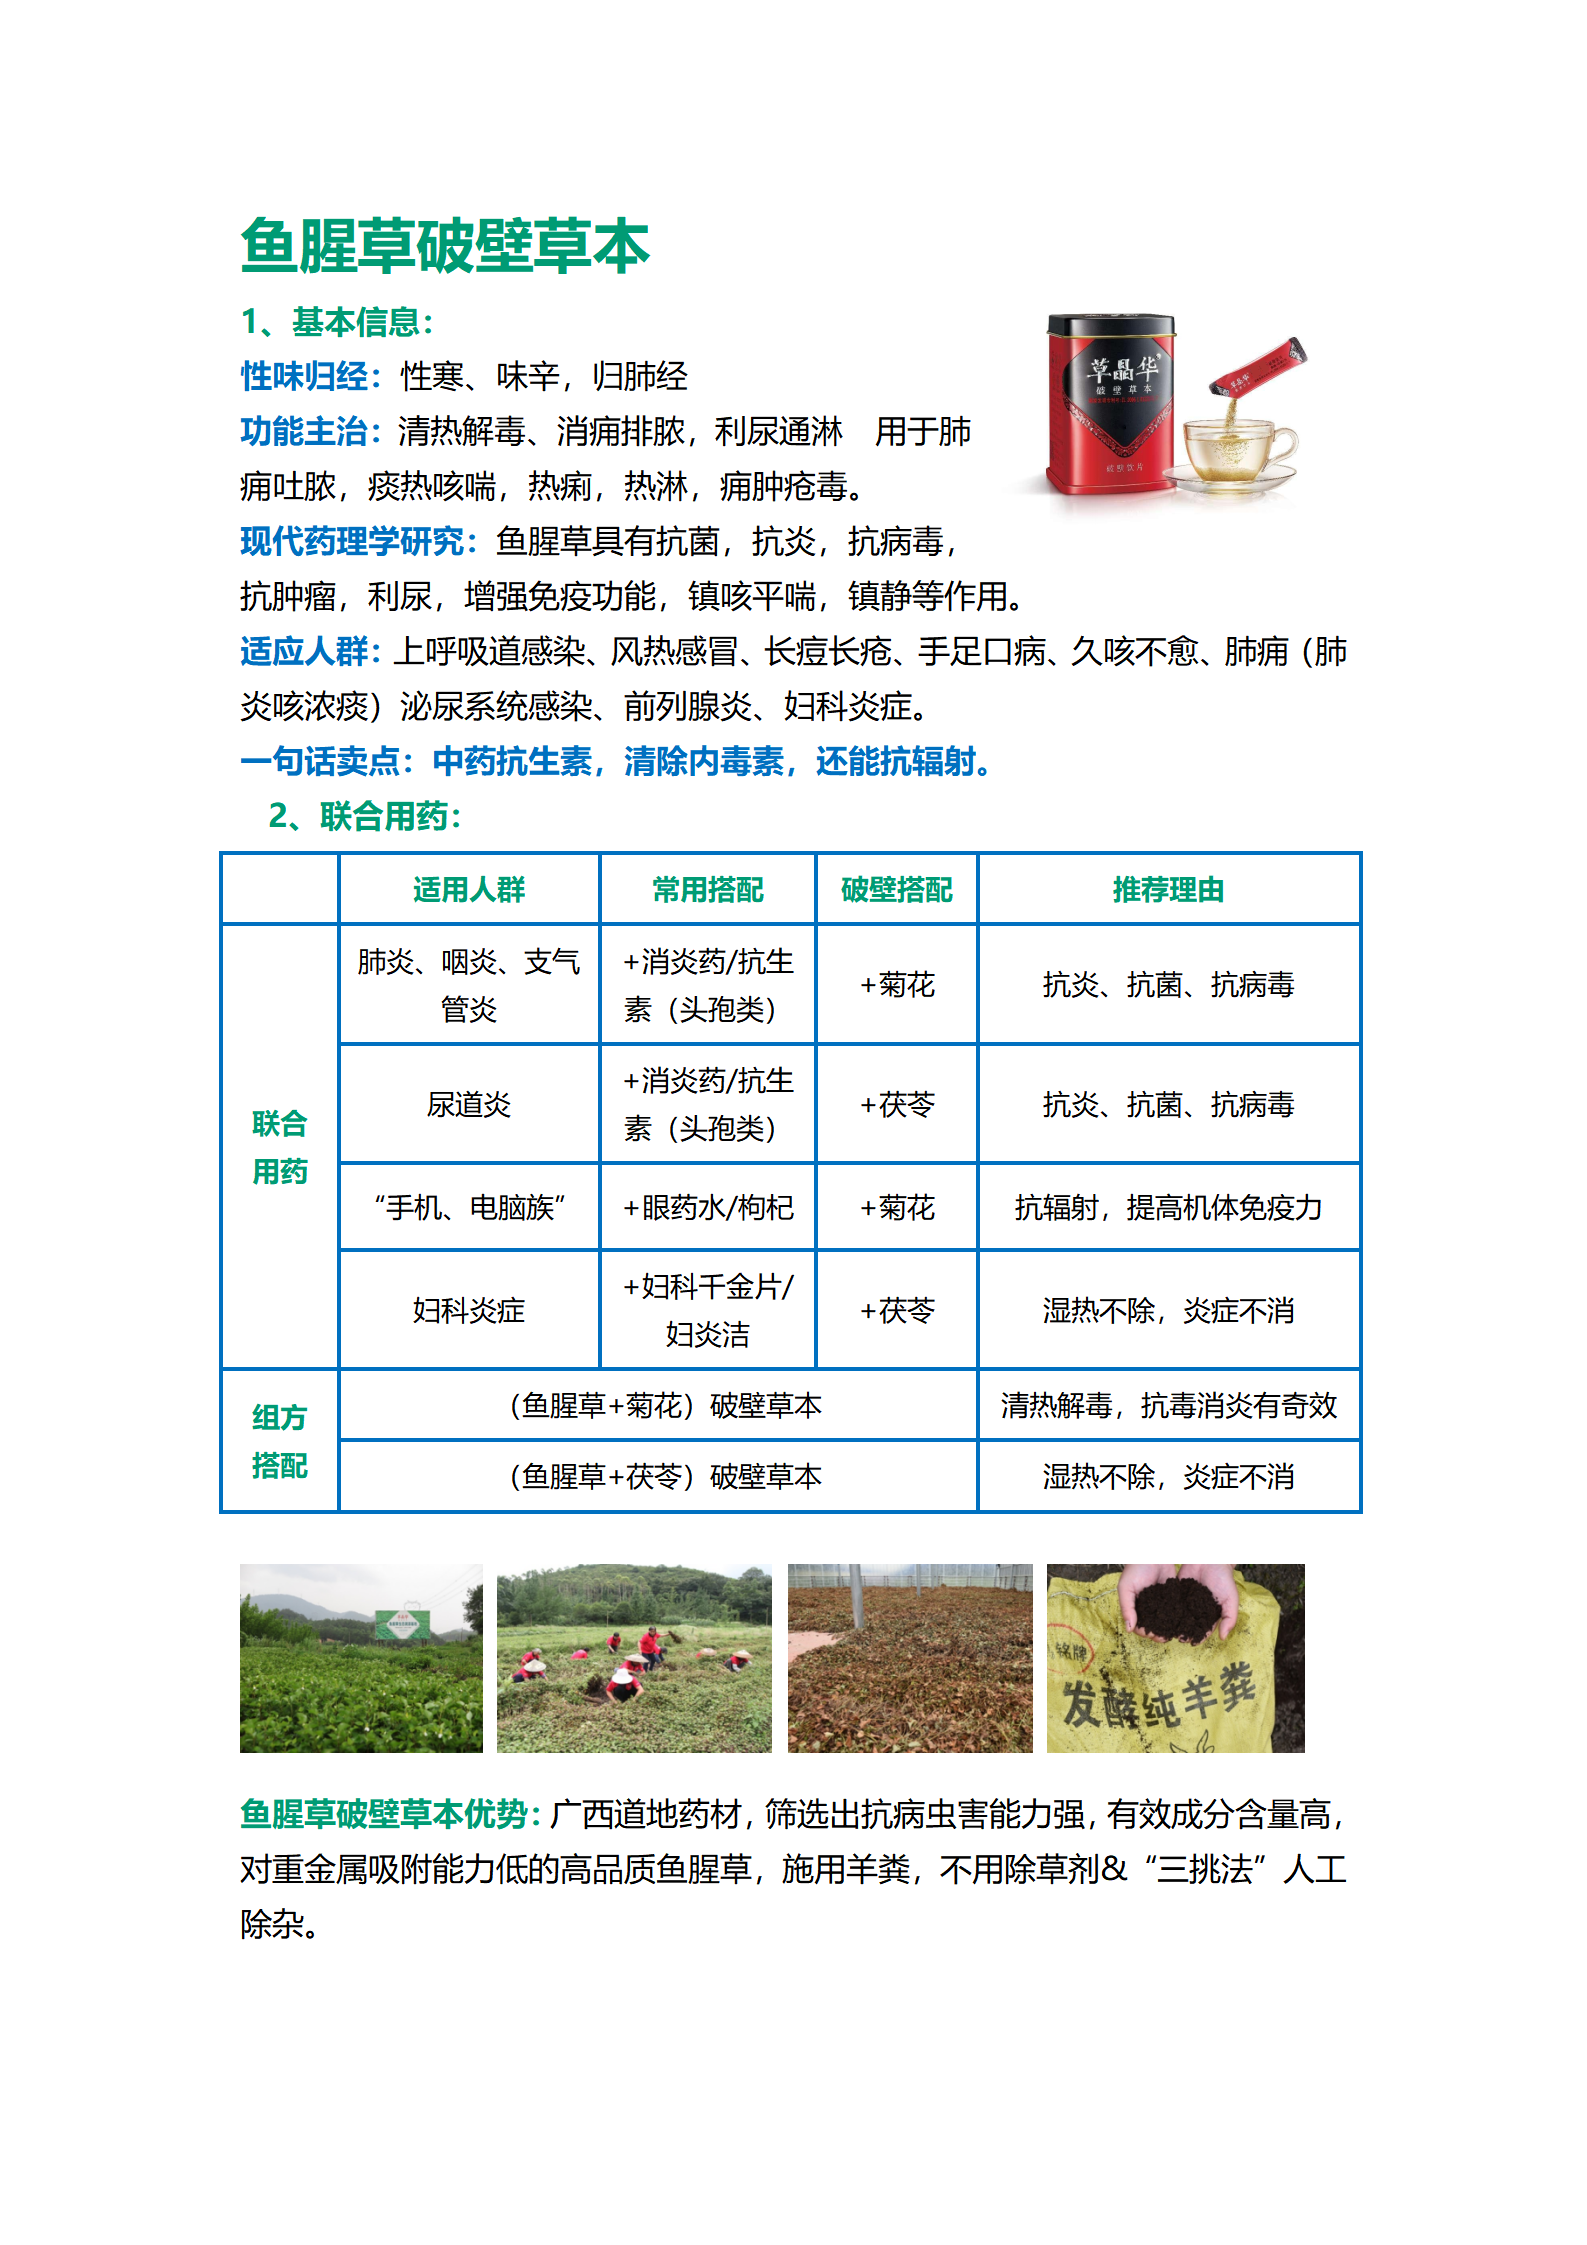 鱼腥草破壁草本
1、基本信息：
性味归经：性寒、味辛，归肺经
功能主治：清热解毒、消痈排脓，利尿通淋　用于肺
痈吐脓，痰热咳喘，热痢，热淋，痈肿疮毒。
现代药理学研究：鱼腥草具有抗菌，抗炎，抗病毒，
抗肿瘤，利尿，增强免疫功能，镇咳平喘，镇静等作用。
草晶华
破壁草本
破壁饮片
草晶华
适应人群：上呼吸道感染、风热感冒、长痘长疮、手足口病、久咳不愈、肺痈（肺
炎咳浓痰）泌尿系统感染、前列腺炎、妇科炎症。
一句话卖点：中药抗生素，清除内毒素，还能抗辐射。
2、联合用药：
适用人群 常用搭配 破壁搭配 推荐理由
联合
用药
肺炎、咽炎、支气
管炎
+消炎药/抗生
素（头孢类）
+菊花
抗炎、抗菌、抗病毒
尿道炎
+消炎药/抗生
素（头孢类）
+茯苓
抗炎、抗菌、抗病毒
“手机、电脑族”
+眼药水/枸杞
+菊花
抗辐射，提高机体免疫力
妇科炎症
+妇科千金片/
妇炎洁
+茯苓
湿热不除，炎症不消
组方
搭配
（鱼腥草+菊花）破壁草本
清热解毒，抗毒消炎有奇效
（鱼腥草+茯苓）破壁草本
湿热不除，炎症不消
铭牌
发酵纯羊粪
鱼腥草破壁草本优势：广西道地药材，筛选出抗病虫害能力强，有效成分含量高，
对重金属吸附能力低的高品质鱼腥草，施用羊粪，不用除草剂&“三挑法”人工
除杂。